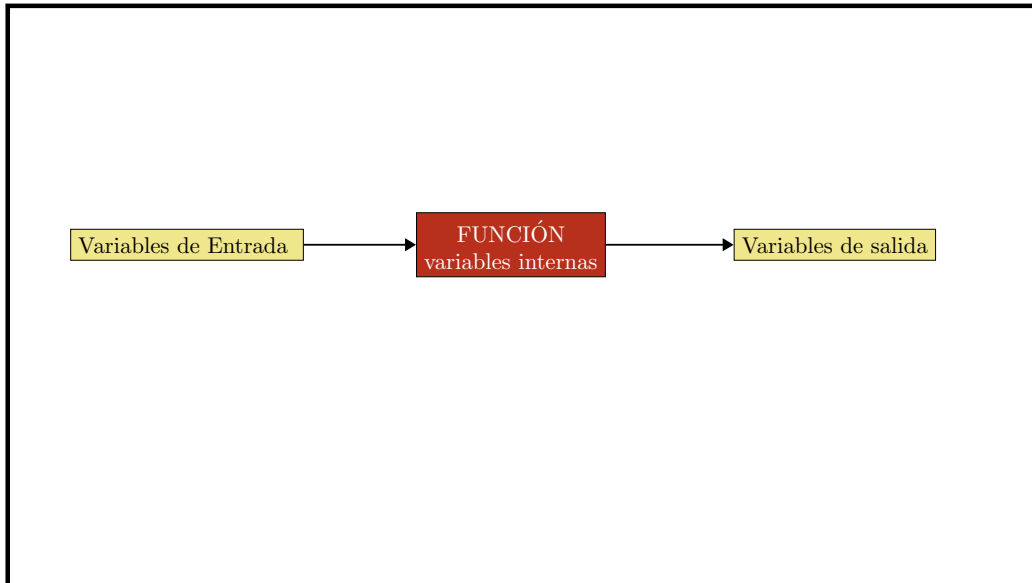 Variables de Entrada
FUNCIÓN
variables internas
Variables de salida